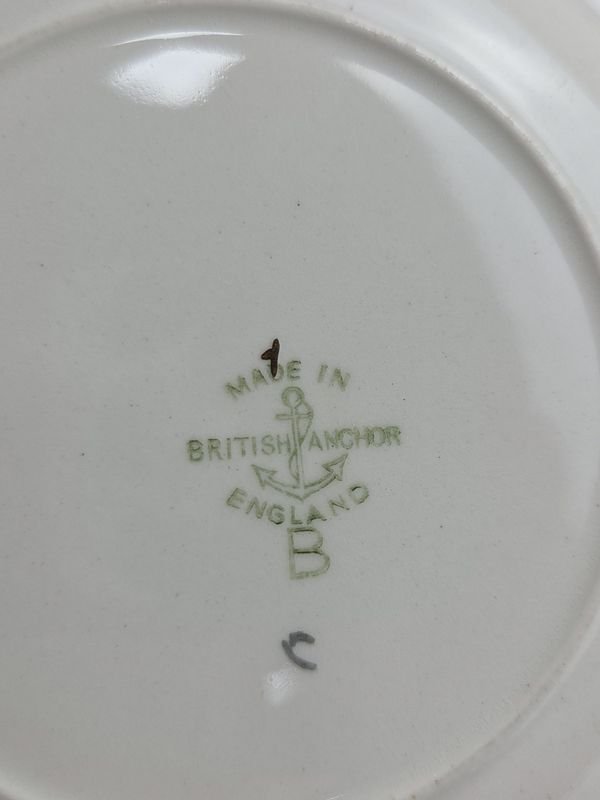 1
MADE IN
BRITISH ANCHOR
ENGLAND
B
C